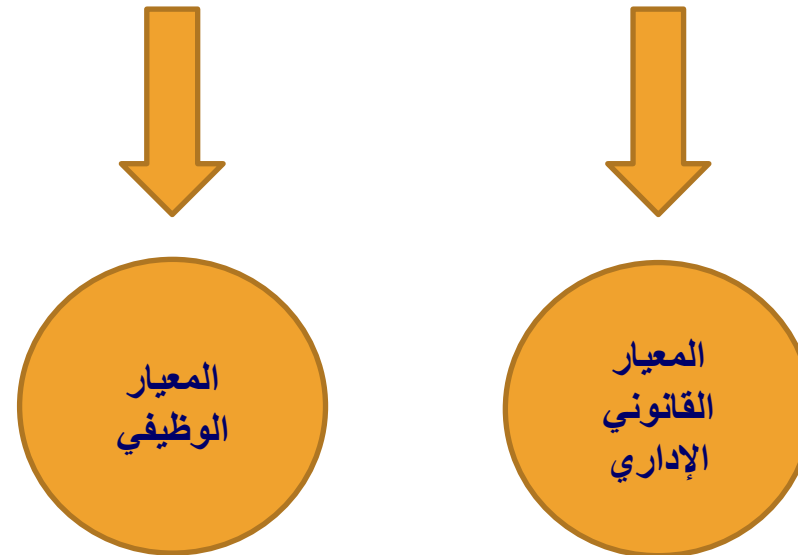 المعيار
القانوني
الإداري
المعيار
الوظيفي